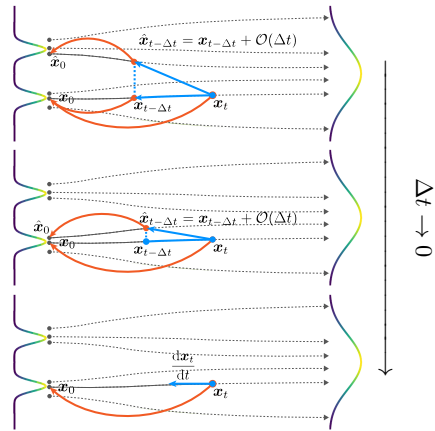 x̂_{t−Δt} = x_{t−Δt} + 𝒪(Δt)
x̂_0
x_0
x_{t−Δt}
x_t
x̂_{t−Δt} = x_{t−Δt} + 𝒪(Δt)
x̂_0
x_0
x_{t−Δt}
x_t
dx_t
dt
x_0
x_t
Δt → 0